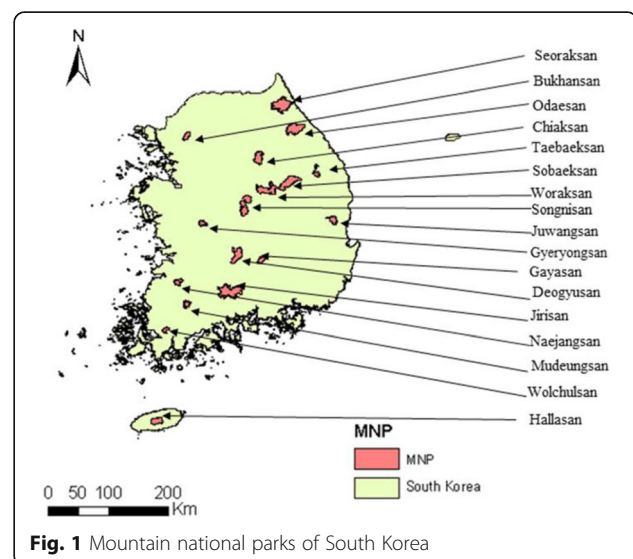 N
Seoraksan
Bukhansan
Odaesan
Chiaksan
Taebaeksan
Sobaeksan
Woraksan
Songnisan
Juwangsan
Gyeryongsan
Gayasan
Deogyusan
Jirisan
Naejangsan
Mudeungsan
Wolchulsan
Hallasan
MNP
MNP
South Korea
0 50 100 200
Km
Fig. 1 Mountain national parks of South Korea